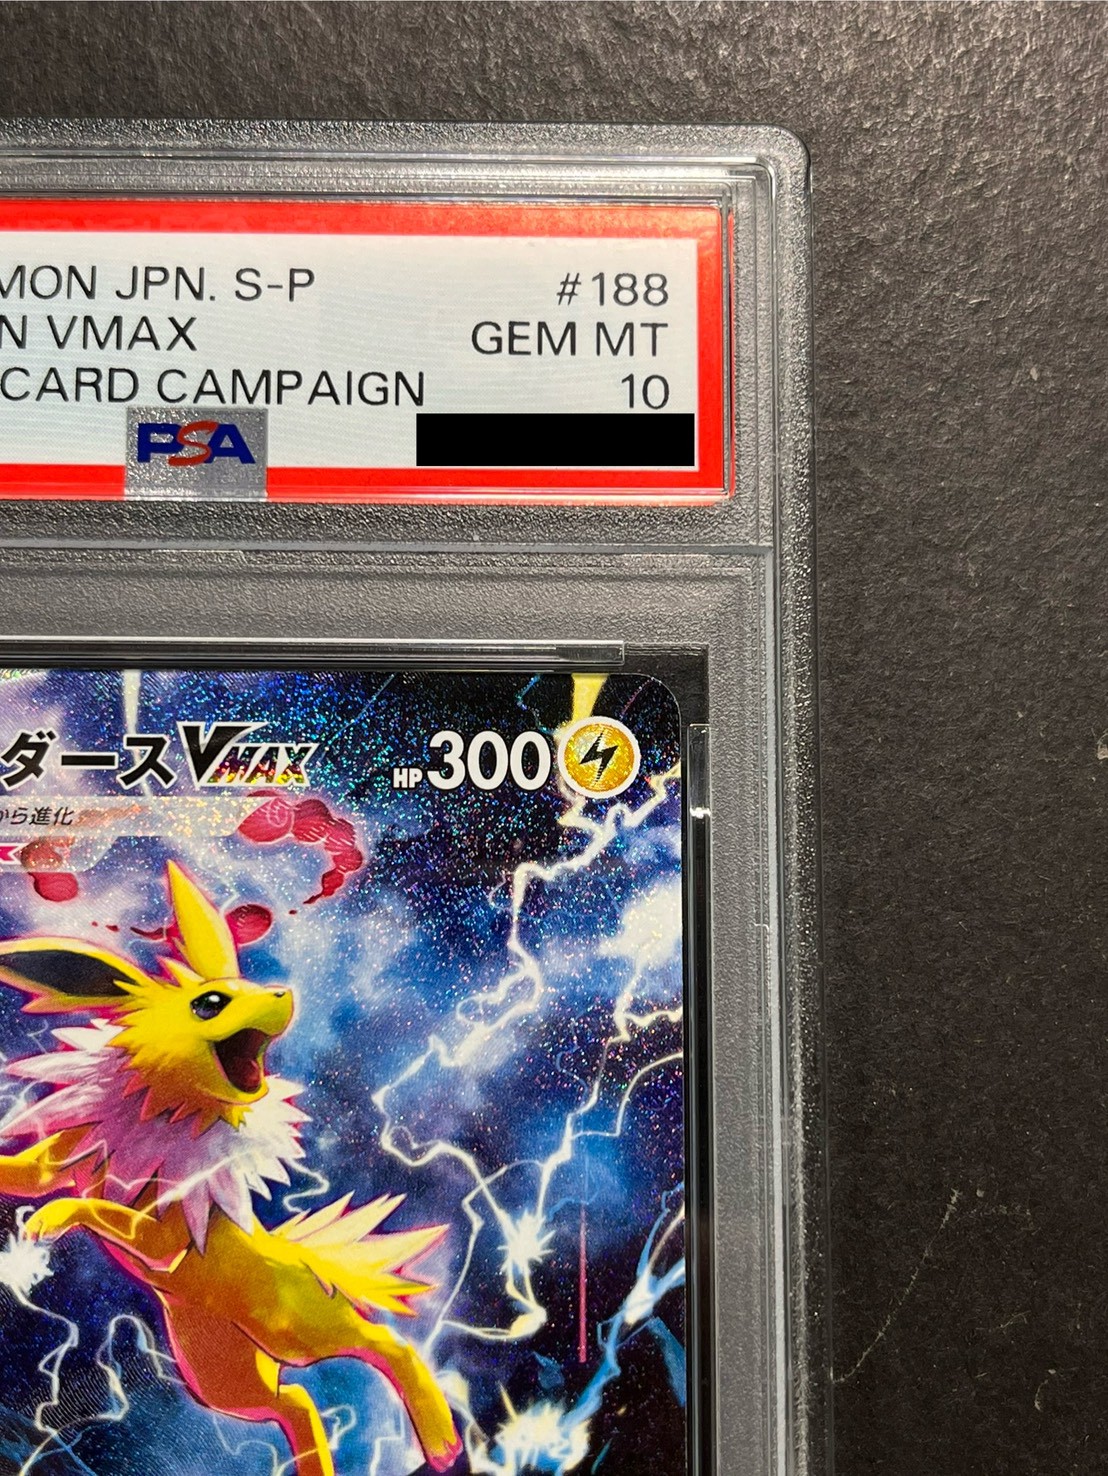 MON JPN. S-P #188
N VMAX GEM MT
CARD CAMPAIGN 10
PSA
ダースVMAX HP300
から進化